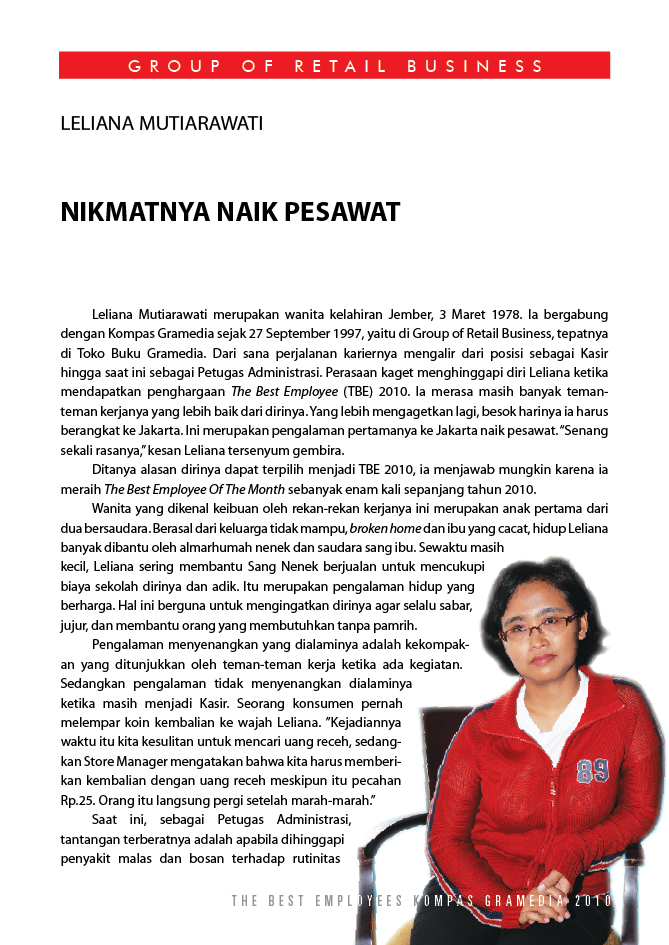 GROUP OF RETAIL BUSINESS
LELIANA MUTIARAWATI
NIKMATNYA NAIK PESAWAT
Leliana Mutiarawati merupakan wanita kelahiran Jember, 3 Maret 1978. Ia bergabung
dengan Kompas Gramedia sejak 27 September 1997, yaitu di Group of Retail Business, tepatnya
di Toko Buku Gramedia. Dari sana perjalanan kariernya mengalir dari posisi sebagai Kasir
hingga saat ini sebagai Petugas Administrasi. Perasaan kaget menghinggapi diri Leliana ketika
mendapatkan penghargaan The Best Employee (TBE) 2010. Ia merasa masih banyak teman-
teman kerjanya yang lebih baik dari dirinya. Yang lebih mengagetkan lagi, besok harinya ia harus
berangkat ke Jakarta. Ini merupakan pengalaman pertamanya ke Jakarta naik pesawat. “Senang
sekali rasanya,” kesan Leliana tersenyum gembira.
Ditanya alasan dirinya dapat terpilih menjadi TBE 2010, ia menjawab mungkin karena ia
meraih The Best Employee Of The Month sebanyak enam kali sepanjang tahun 2010.
Wanita yang dikenal keibuan oleh rekan-rekan kerjanya ini merupakan anak pertama dari
dua bersaudara. Berasal dari keluarga tidak mampu, broken home dan ibu yang cacat, hidup Leliana
banyak dibantu oleh almarhumah nenek dan saudara sang ibu. Sewaktu masih
kecil, Leliana sering membantu Sang Nenek berjualan untuk mencukupi
biaya sekolah dirinya dan adik. Itu merupakan pengalaman hidup yang
berharga. Hal ini berguna untuk mengingatkan dirinya agar selalu sabar,
jujur, dan membantu orang yang membutuhkan tanpa pamrih.
Pengalaman menyenangkan yang dialaminya adalah kekompak-
an yang ditunjukkan oleh teman-teman kerja ketika ada kegiatan.
Sedangkan pengalaman tidak menyenangkan dialaminya
ketika masih menjadi Kasir. Seorang konsumen pernah
melempar koin kembalian ke wajah Leliana. ”Kejadiannya
waktu itu kita kesulitan untuk mencari uang receh, sedang-
kan Store Manager mengatakan bahwa kita harus memberi-
kan kembalian dengan uang receh meskipun itu pecahan
Rp.25. Orang itu langsung pergi setelah marah-marah.”
Saat ini, sebagai Petugas Administrasi,
tantangan terberatnya adalah apabila dihinggapi
penyakit malas dan bosan terhadap rutinitas
89
THE BEST EMPLOYEES KOMPAS GRAMEDIA 2010